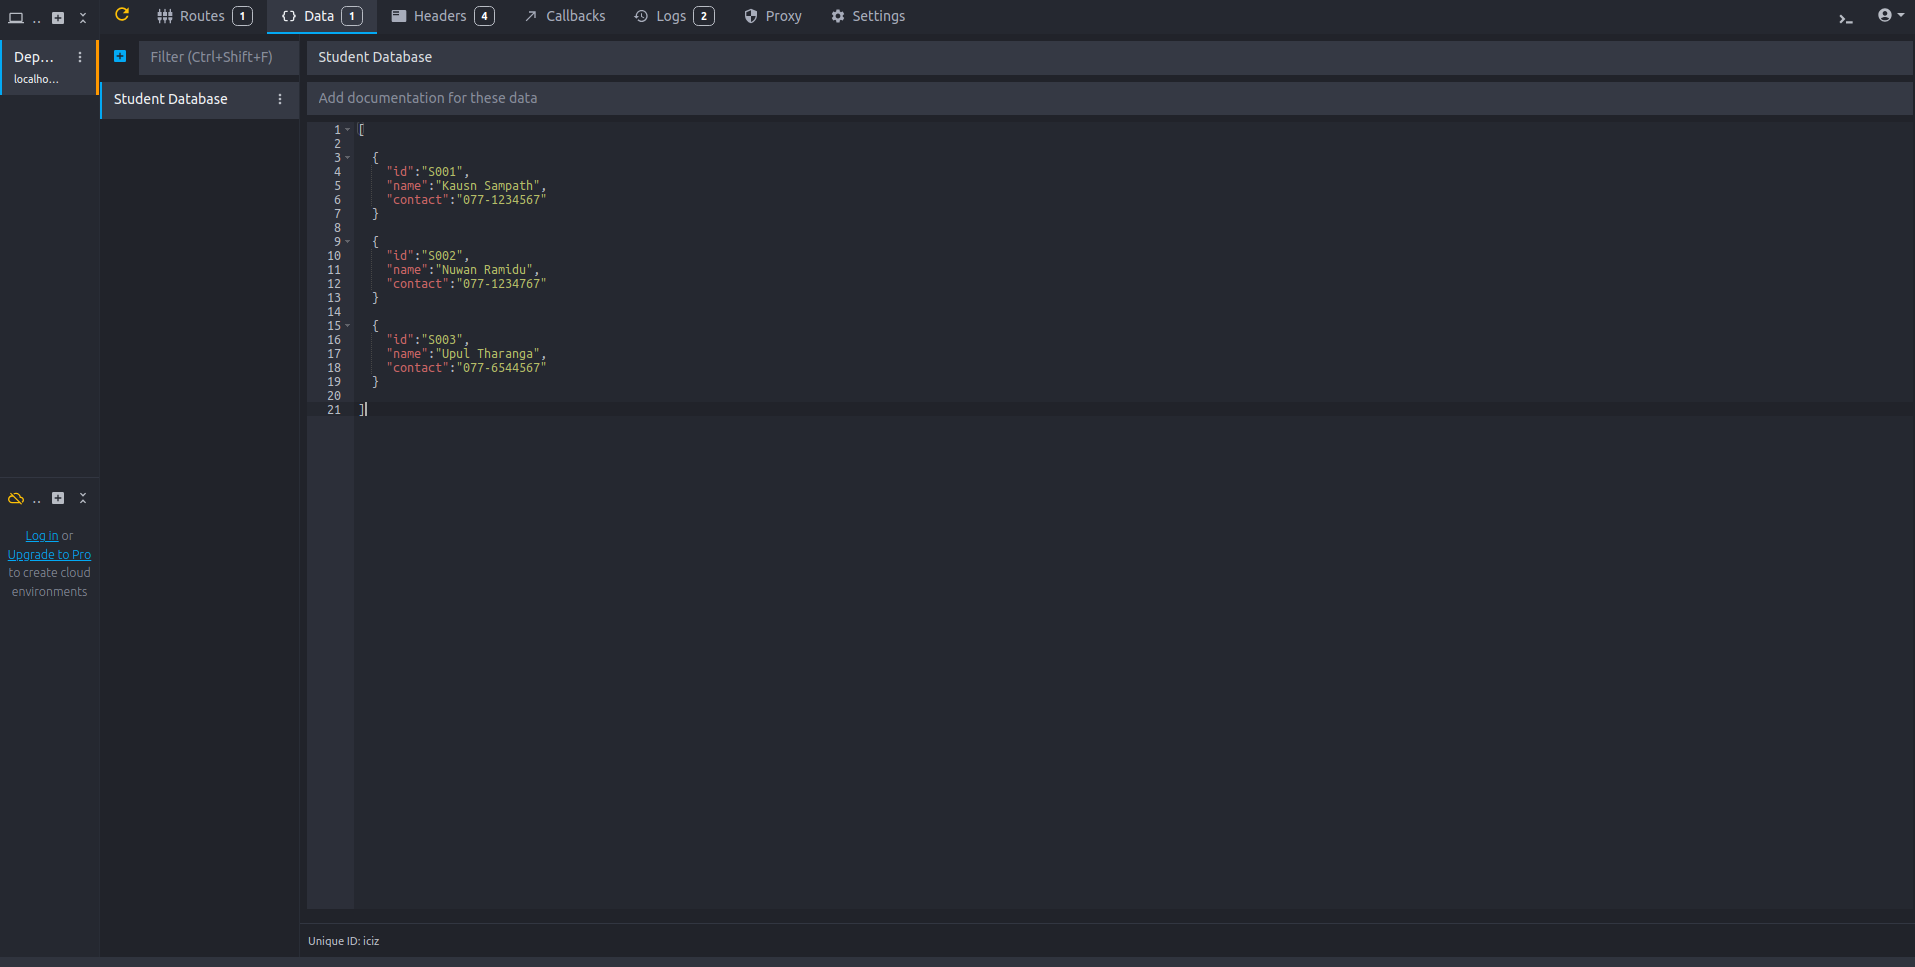 Routes 1 Data 1 Headers 4 Callbacks Logs 2 Proxy Settings
Dep...
localho...
Filter (Ctrl+Shift+F)
Student Database
Student Database
Add documentation for these data
1 [
2
3 {
4 "id":"S001",
5 "name":"Kausn Sampath",
6 "contact":"077-1234567"
7 }
8
9 {
10 "id":"S002",
11 "name":"Nuwan Ramidu",
12 "contact":"077-1234767"
13 }
14
15 {
16 "id":"S003",
17 "name":"Upul Tharanga",
18 "contact":"077-6544567"
19 }
20
21 ]
Log in or
Upgrade to Pro
to create cloud
environments
Unique ID: iciz